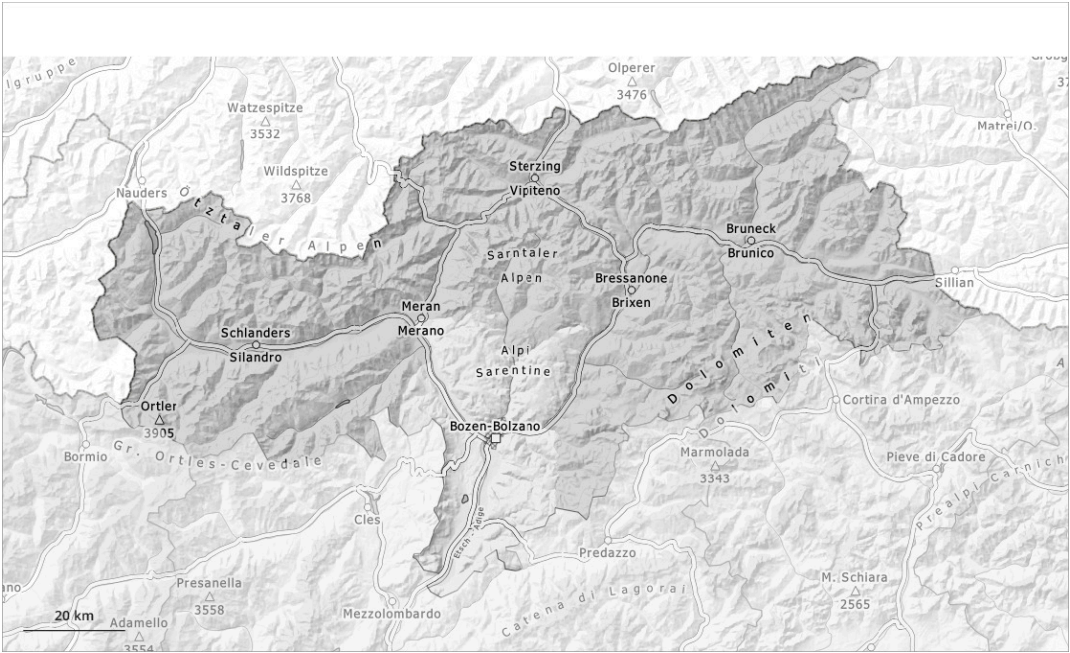 lgruppe
Olperer
3476
Watzespitze
3532
Matrei/O.
Wildspitze
3768
Sterzing
Vipiteno
Nauders
Ötztaler Alpen
Bruneck
Brunico
Sarntaler
Alpen
Bressanone
Brixen
Sillian
Meran
Merano
Schlanders
Silandro
Alpi
Sarentine
Dolomiten
Dolomiti
Ortler
3905
Cortina d'Ampezzo
Bozen-Bolzano
Gr. Ortles-Cevedale
Bormio
Marmolada
3343
Pieve di Cadore
Prealpi Carnich
Cles
Etsch - Adige
Predazzo
Presanella
3558
M. Schiara
2565
Catena di Lagorai
Mezzolombardo
ano
20 km
Adamello
3554